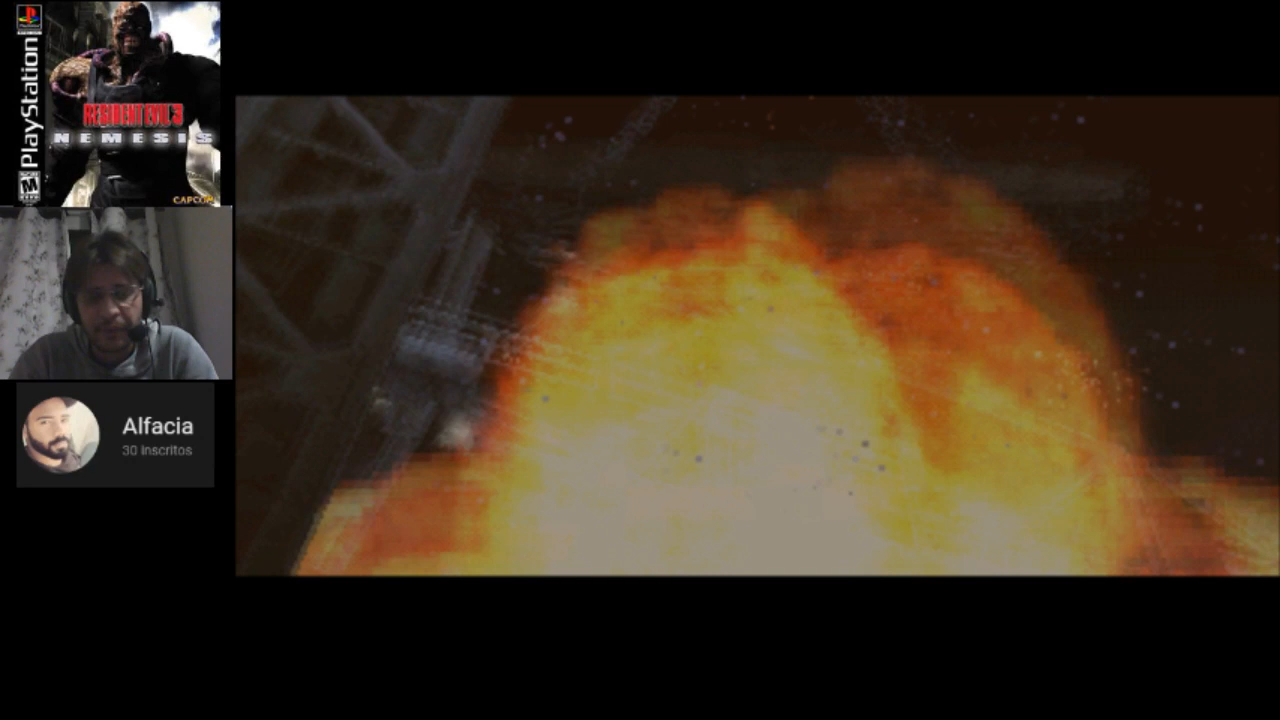 PlayStation
RESIDENT EVIL 3
NEMESIS
CAPCOM
M
Alfacia
30 inscritos